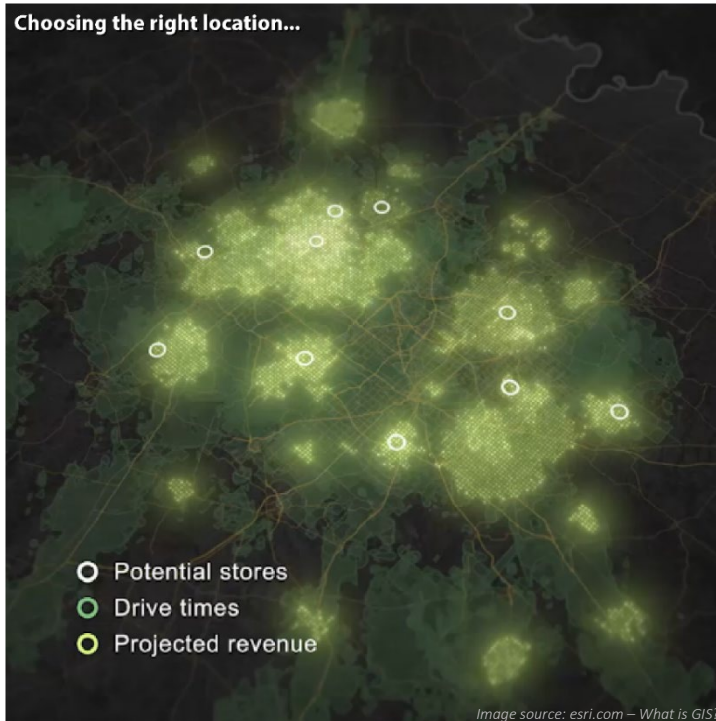 Choosing the right location...
Potential stores
Drive times
Projected revenue
Image source: esri.com – What is GIS?